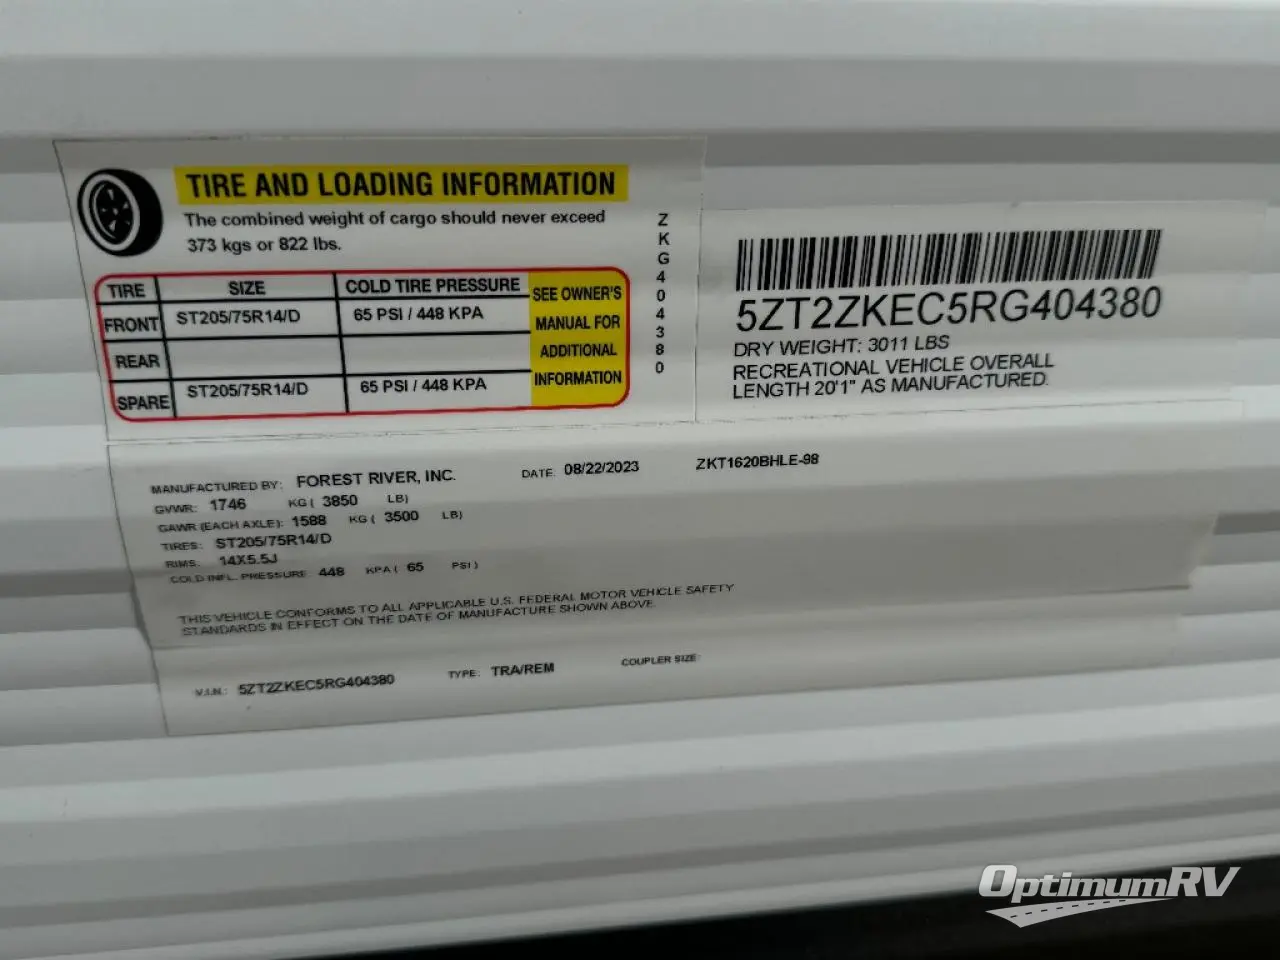 TIRE AND LOADING INFORMATION
The combined weight of cargo should never exceed
373 kgs or 822 lbs.
TIRE SIZE COLD TIRE PRESSURE
FRONT ST205/75R14/D 65 PSI / 448 KPA
REAR
SPARE ST205/75R14/D 65 PSI / 448 KPA
SEE OWNER'S
MANUAL FOR
ADDITIONAL
INFORMATION
ZKG404380
5ZT2ZKEC5RG404380
DRY WEIGHT: 3011 LBS
RECREATIONAL VEHICLE OVERALL
LENGTH 20'1" AS MANUFACTURED.
MANUFACTURED BY: FOREST RIVER, INC. DATE: 08/22/2023 ZKT1620BHLE-98
GVWR: 1746 KG ( 3850 LB)
GAWR (EACH AXLE): 1588 KG ( 3500 LB)
TIRES: ST205/75R14/D
RIMS: 14X5.5J
COLD INFL. PRESSURE: 448 KPA ( 65 PSI )
THIS VEHICLE CONFORMS TO ALL APPLICABLE U.S. FEDERAL MOTOR VEHICLE SAFETY
STANDARDS IN EFFECT ON THE DATE OF MANUFACTURE SHOWN ABOVE.
V.I.N.: 5ZT2ZKEC5RG404380 TYPE: TRA/REM COUPLER SIZE:
OptimumRV